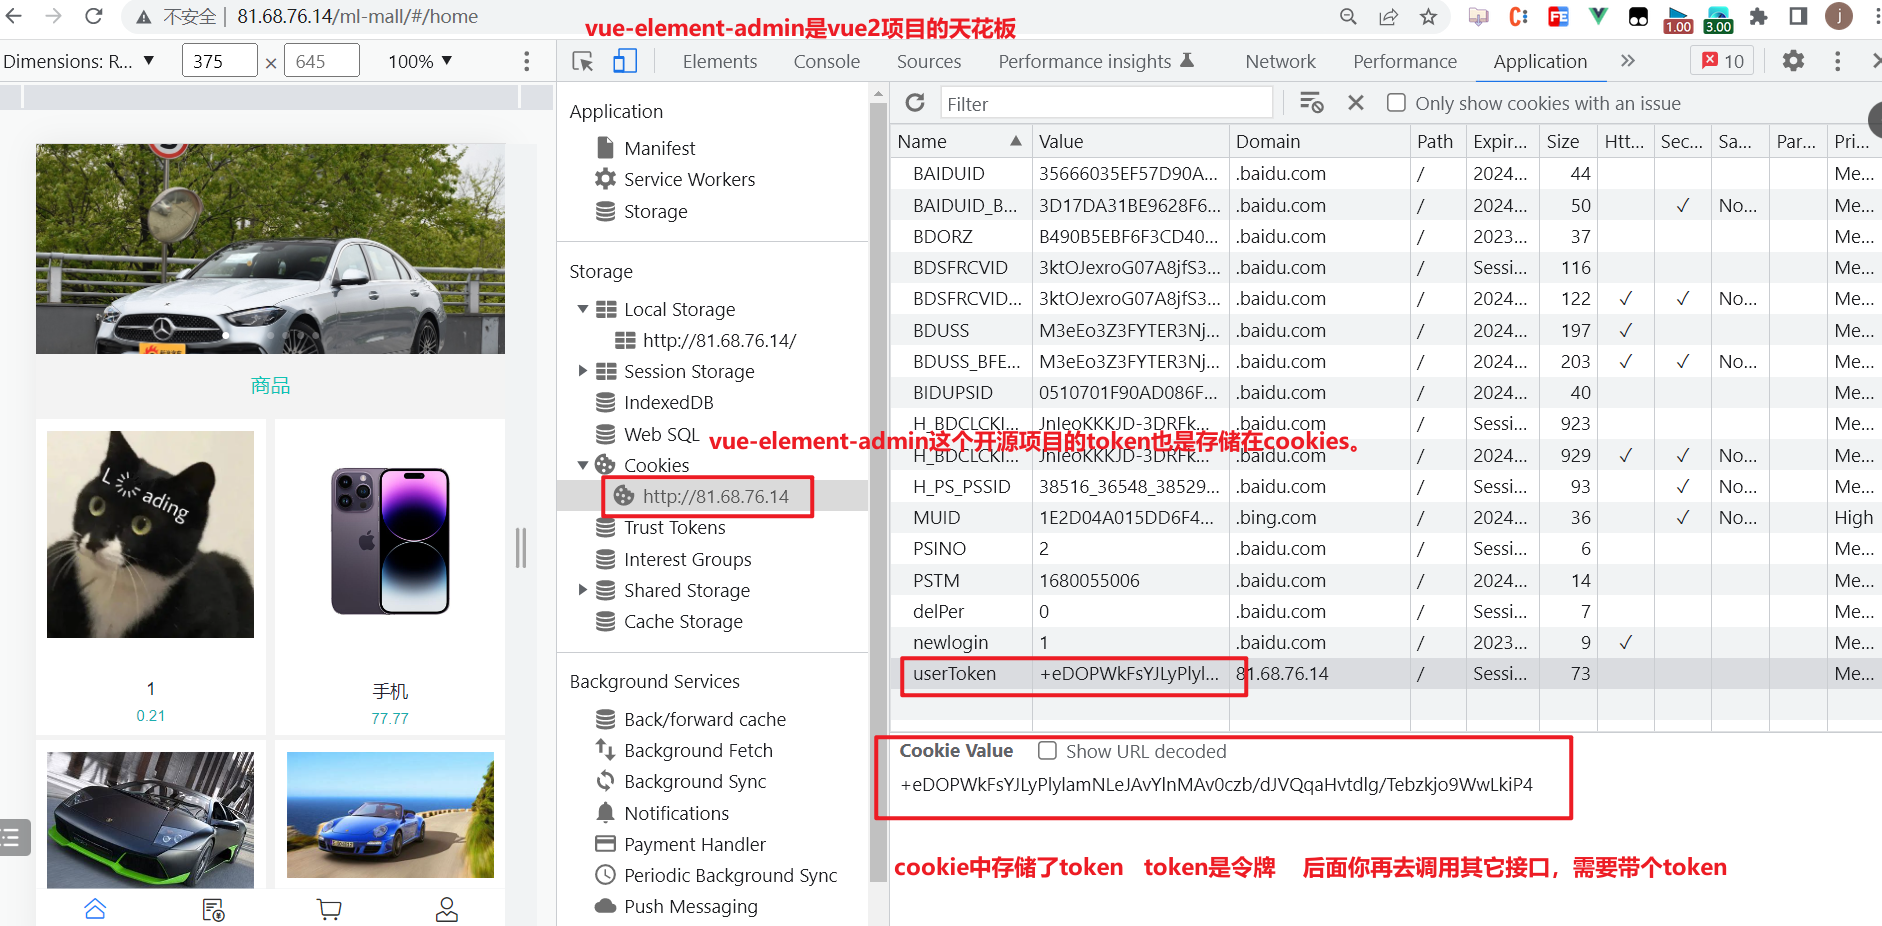 不安全 | 81.68.76.14/ml-mall/#/home
vue-element-admin是vue2项目的天花板
1.00
3.00
j
Dimensions: R... ▼ 375 × 645 100% ▼
Elements Console Sources Performance insights Network Performance Application » 10
Application
Manifest
Service Workers
Storage
Storage
Local Storage
http://81.68.76.14/
Session Storage
IndexedDB
Web SQL
Cookies
http://81.68.76.14
Trust Tokens
Interest Groups
Shared Storage
Cache Storage
Background Services
Back/forward cache
Background Fetch
Background Sync
Notifications
Payment Handler
Periodic Background Sync
Push Messaging
Filter
Only show cookies with an issue
Name Value Domain Path Expir... Size Htt... Sec... Sa... Par... Pri...
BAIDUID 35666035EF57D90A... .baidu.com / 2024... 44 Me...
BAIDUID_B... 3D17DA31BE9628F6... .baidu.com / 2024... 50 ✓ No... Me...
BDORZ B490B5EBF6F3CD40... .baidu.com / 2023... 37 Me...
BDSFRCVID 3ktOJexroG07A8jfS3... .baidu.com / Sessi... 116 Me...
BDSFRCVID... 3ktOJexroG07A8jfS3... .baidu.com / 2024... 122 ✓ ✓ No... Me...
BDUSS M3eEo3Z3FYTER3Nj... .baidu.com / 2024... 197 ✓ Me...
BDUSS_BFE... M3eEo3Z3FYTER3Nj... .baidu.com / 2024... 203 ✓ ✓ No... Me...
BIDUPSID 0510701F90AD086F... .baidu.com / 2024... 40 Me...
H_BDCLCKI... JnIeoKKKJD-3DRFk... .baidu.com / Sessi... 923 Me...
vue-element-admin这个开源项目的token也是存储在cookies。
H_BDCLCKI... JnIeoKKKJD-3DRFk... .baidu.com / 2024... 929 ✓ ✓ No... Me...
H_PS_PSSID 38516_36548_38529... .baidu.com / Sessi... 93 ✓ No... Me...
MUID 1E2D04A015DD6F4... .bing.com / 2024... 36 ✓ No... High
PSINO 2 .baidu.com / Sessi... 6 Me...
PSTM 1680055006 .baidu.com / 2024... 14 Me...
delPer 0 .baidu.com / Sessi... 7 Me...
newlogin 1 .baidu.com / 2023... 9 ✓ Me...
userToken +eDOPWkFsYJLyPlyl... 81.68.76.14 / Sessi... 73 Me...
Cookie Value Show URL decoded
+eDOPWkFsYJLyPlylamNLeJAvYlnMAv0czb/dJVQqaHvtdlg/Tebzkjo9WwLkiP4
cookie中存储了token token是令牌 后面你再去调用其它接口，需要带个token
商品
L ading
1
0.21
手机
77.77